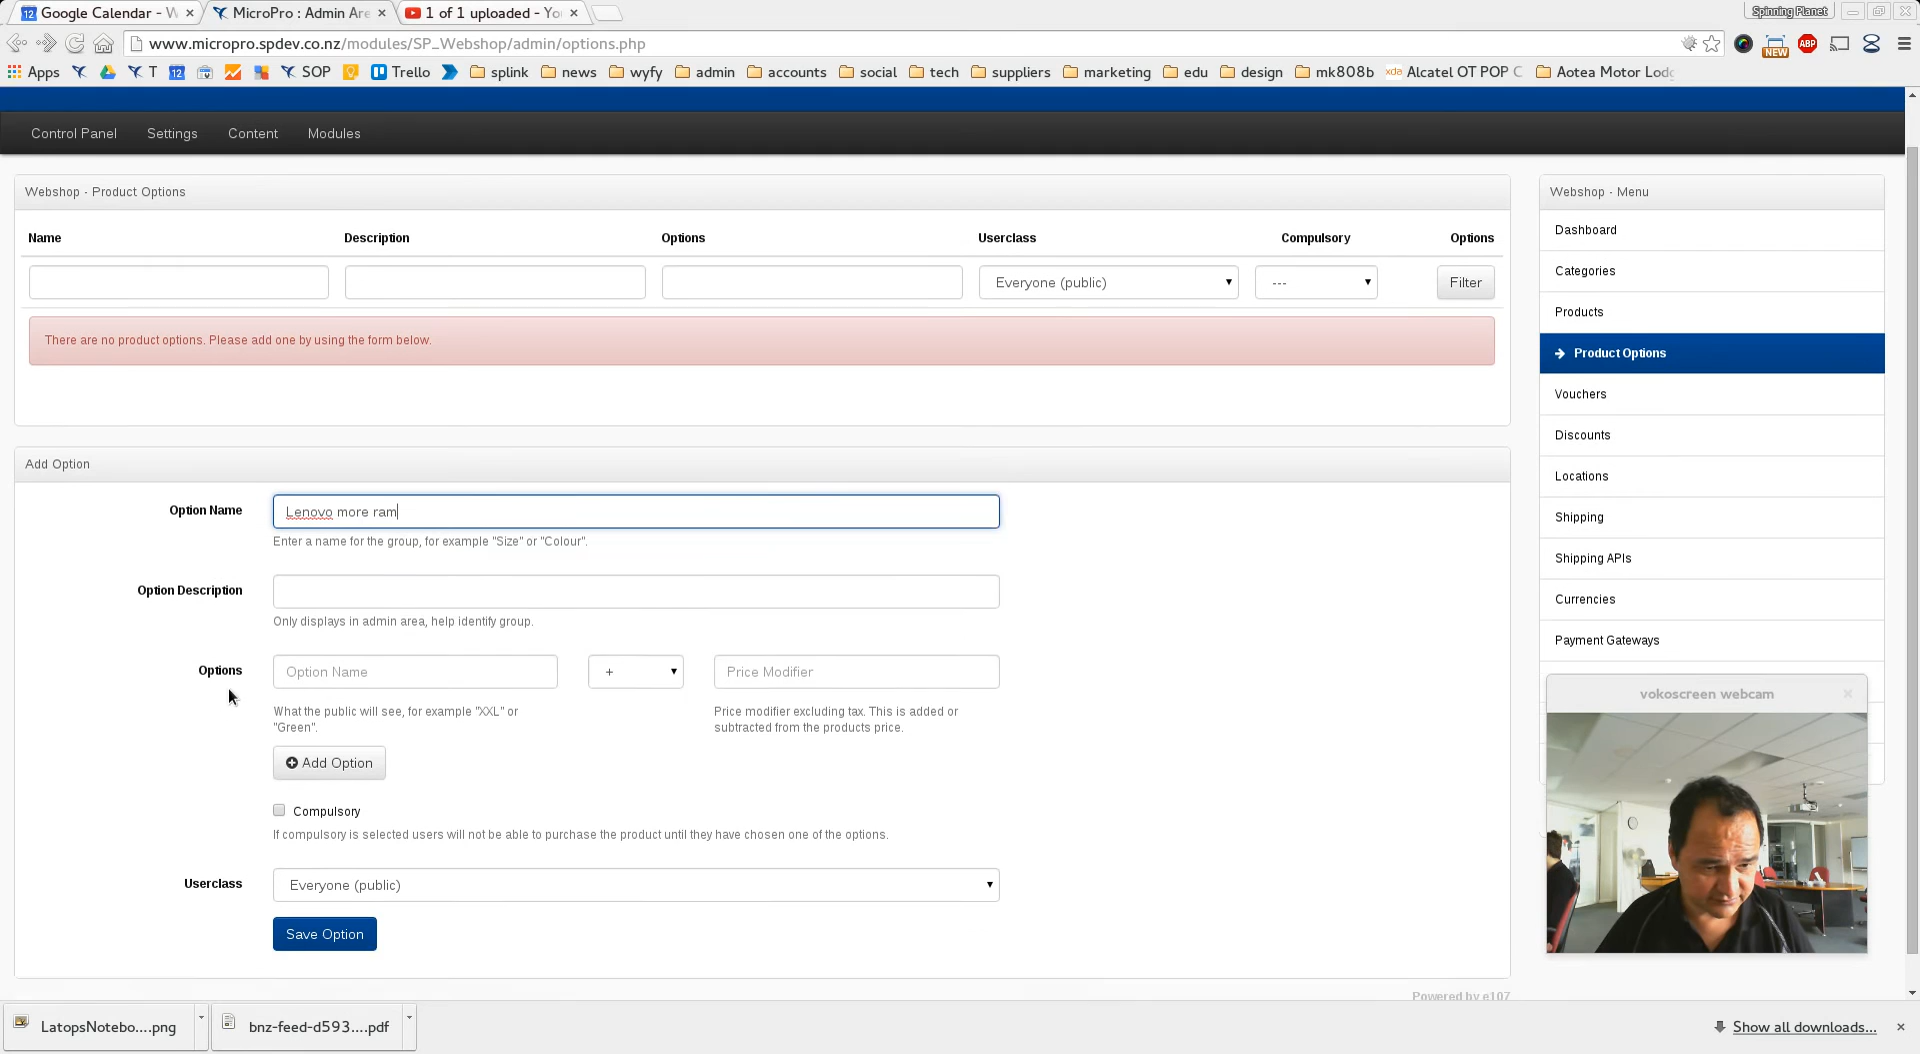 Google Calendar - W
MicroPro : Admin Are
1 of 1 uploaded - Yo
Spinning Planet
www.micropro.spdev.co.nz/modules/SP_Webshop/admin/options.php
ABP
NEW
Apps
T
12
SOP
Trello
splink
news
wyfy
admin
accounts
social
tech
suppliers
marketing
edu
design
mk808b
xda
Alcatel OT POP C
Aotea Motor Lodg
Control Panel
Settings
Content
Modules
Webshop - Product Options
Name
Description
Options
Userclass
Compulsory
Options
Everyone (public)
---
Filter
There are no product options. Please add one by using the form below.
Add Option
Option Name
Lenovo more ram
Enter a name for the group, for example "Size" or "Colour".
Option Description
Only displays in admin area, help identify group.
Options
Option Name
+
Price Modifier
What the public will see, for example "XXL" or
"Green".
Price modifier excluding tax. This is added or
subtracted from the products price.
Add Option
Compulsory
If compulsory is selected users will not be able to purchase the product until they have chosen one of the options.
Userclass
Everyone (public)
Save Option
Webshop - Menu
Dashboard
Categories
Products
Product Options
Vouchers
Discounts
Locations
Shipping
Shipping APIs
Currencies
Payment Gateways
vokoscreen webcam
Powered by e107
LatopsNotebo....png
bnz-feed-d593....pdf
Show all downloads...